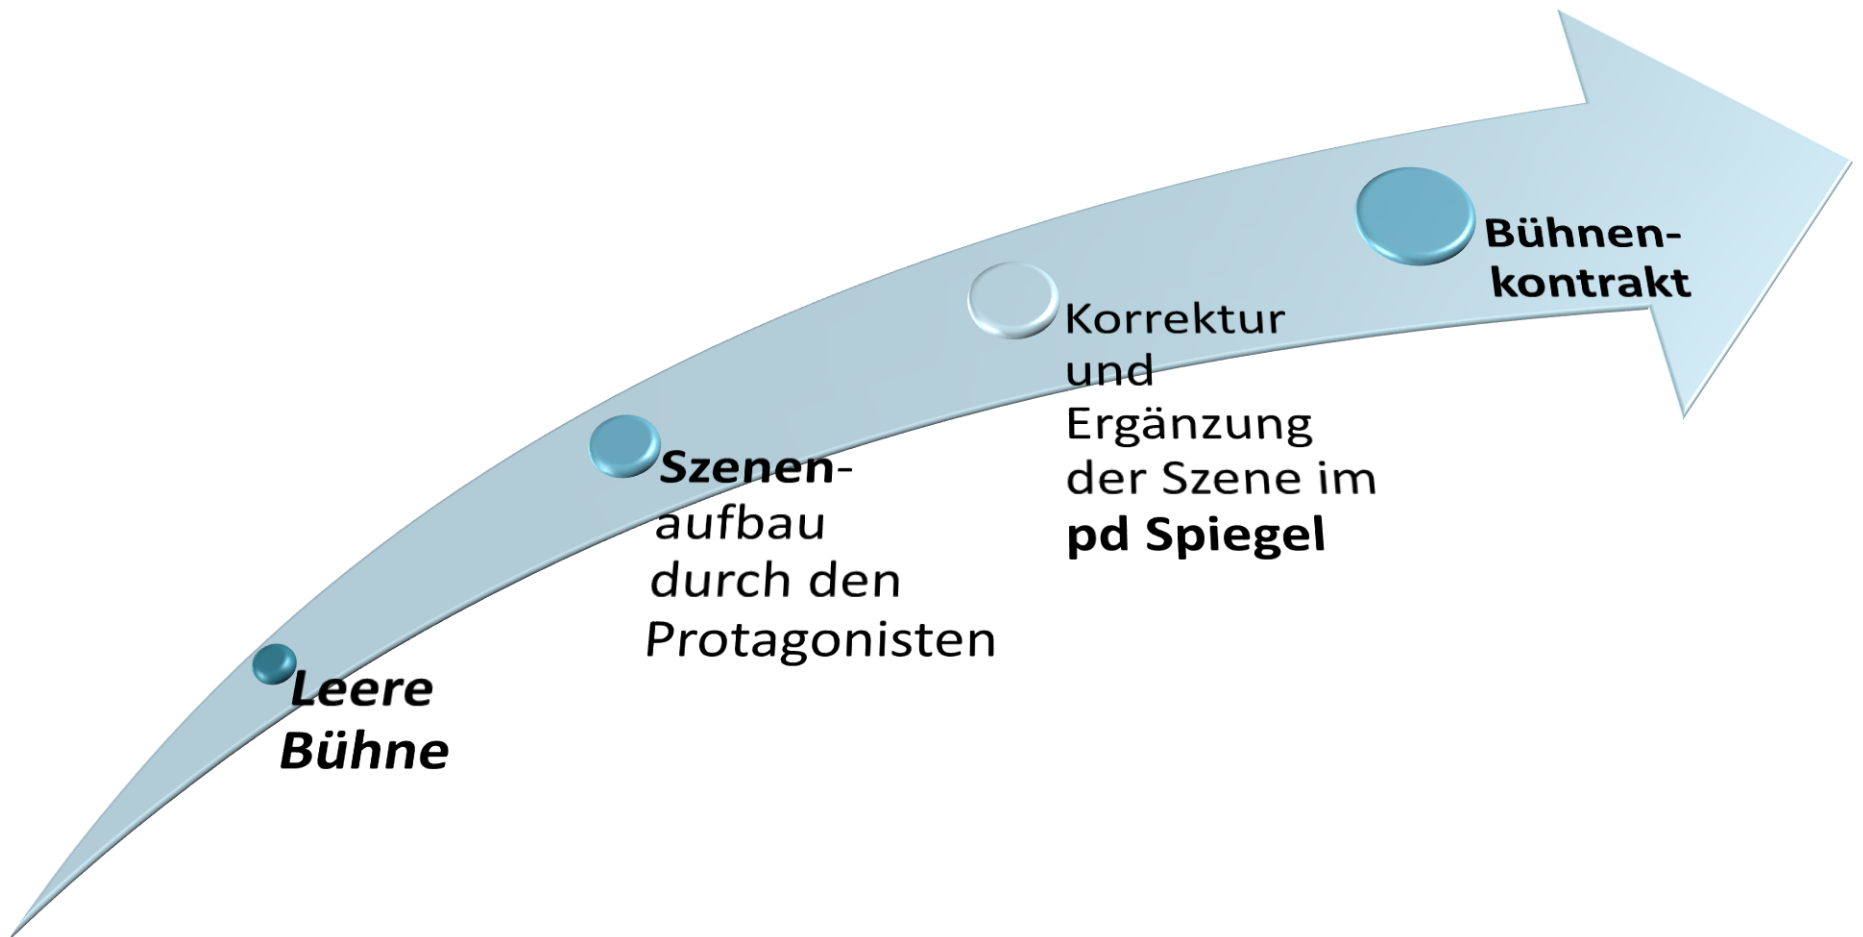 Leere
Bühne
Szenen-
aufbau
durch den
Protagonisten
Korrektur
und
Ergänzung
der Szene im
pd Spiegel
Bühnen-
kontrakt